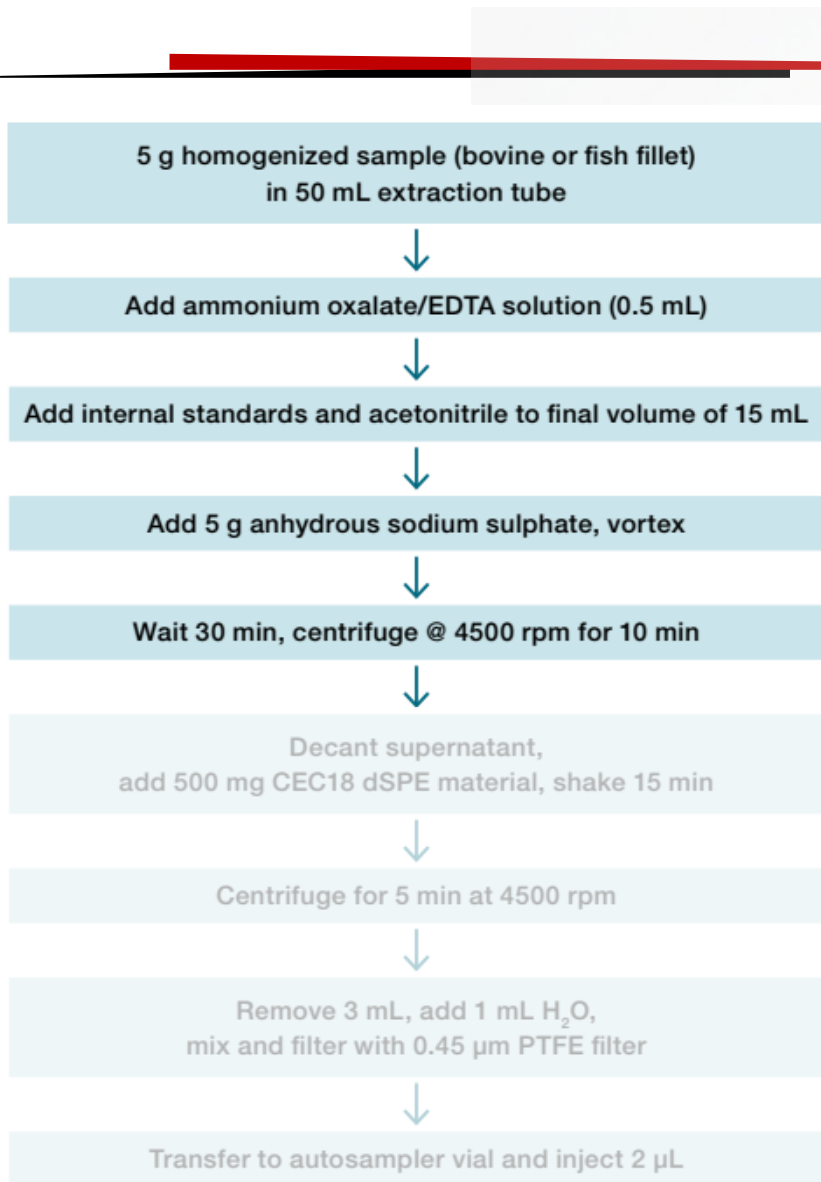 5 g homogenized sample (bovine or fish fillet)
in 50 mL extraction tube
Add ammonium oxalate/EDTA solution (0.5 mL)
Add internal standards and acetonitrile to final volume of 15 mL
Add 5 g anhydrous sodium sulphate, vortex
Wait 30 min, centrifuge @ 4500 rpm for 10 min
Decant supernatant,
add 500 mg CEC18 dSPE material, shake 15 min
Centrifuge for 5 min at 4500 rpm
Remove 3 mL, add 1 mL H₂O,
mix and filter with 0.45 µm PTFE filter
Transfer to autosampler vial and inject 2 µL